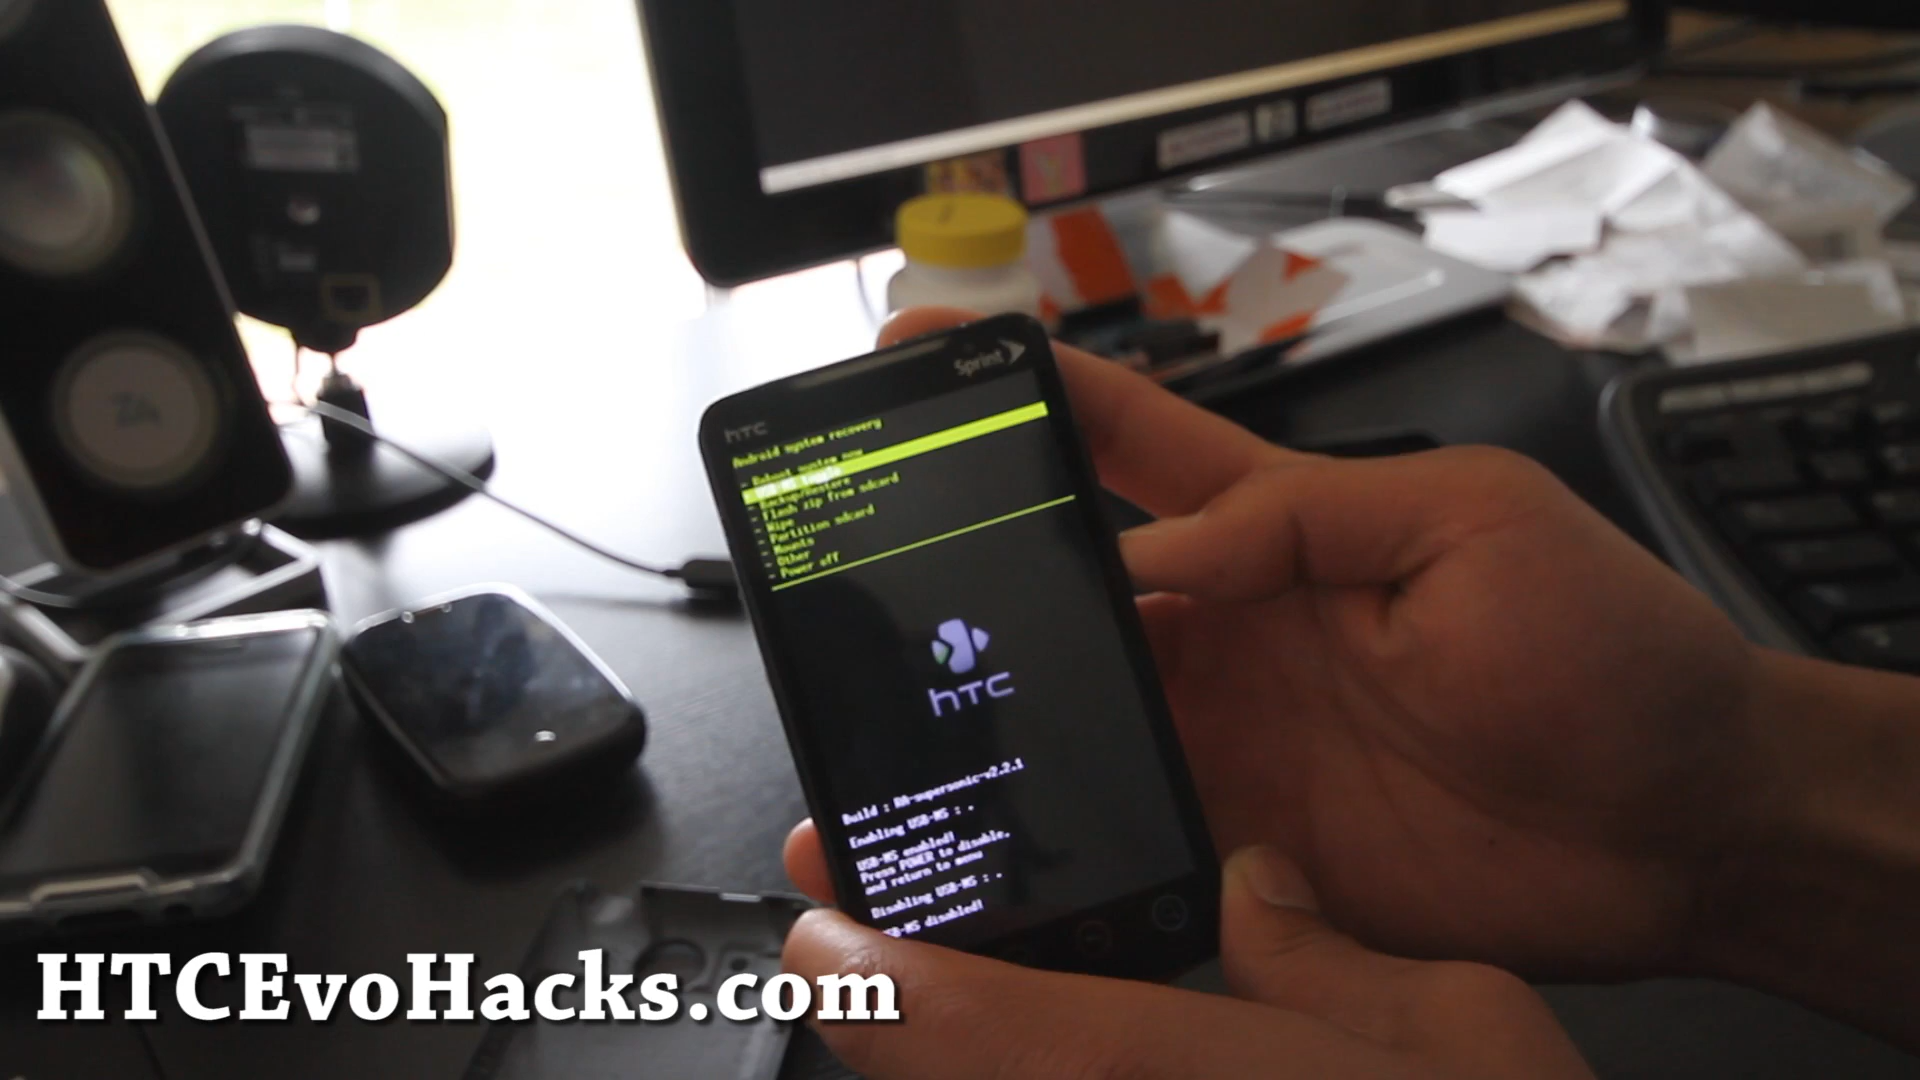 Sprint
hTC
Android system recovery
- Reboot system now
- USB-MS toggle
- Backup/Restore
- Flash zip from sdcard
- Wipe
- Partition sdcard
- Mounts
- Other
- Power off
hTC
Build : RA-supersonic-v2.2.1
Enabling USB-MS : .
USB-MS enabled!
Press POWER to disable,
and return to menu
Disabling USB-MS : .
USB-MS disabled!
HTCEvoHacks.com